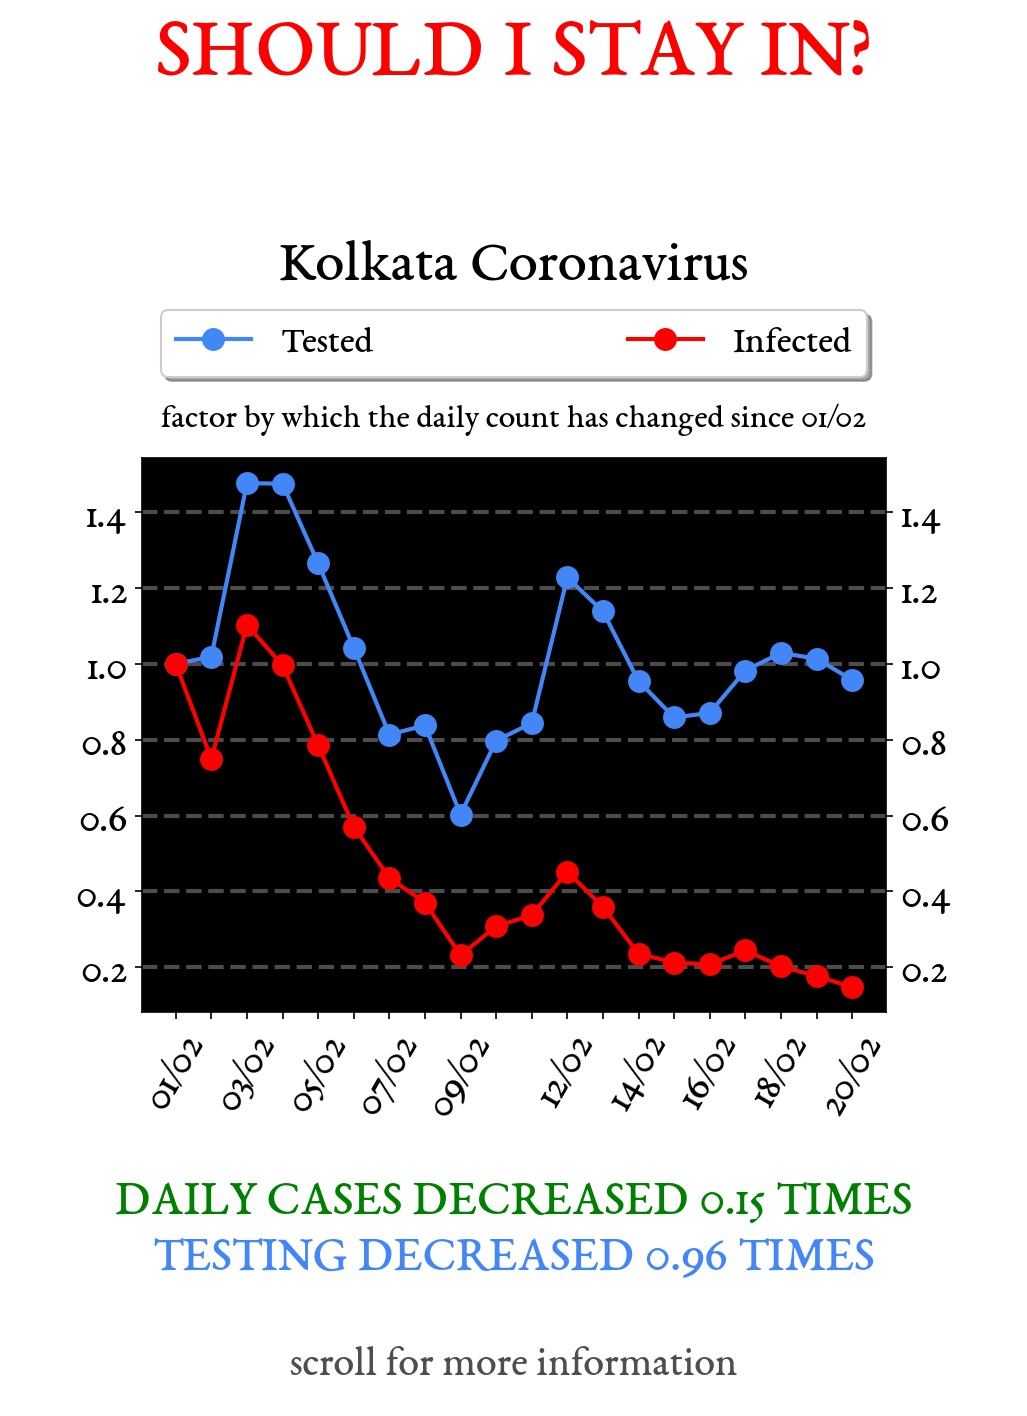 SHOULD I STAY IN?
Kolkata Coronavirus
Tested Infected
factor by which the daily count has changed since 01/02
1.4 1.4
1.2 1.2
1.0 1.0
0.8 0.8
0.6 0.6
0.4 0.4
0.2 0.2
01/02 03/02 05/02 07/02 09/02 12/02 14/02 16/02 18/02 20/02
DAILY CASES DECREASED 0.15 TIMES
TESTING DECREASED 0.96 TIMES
scroll for more information